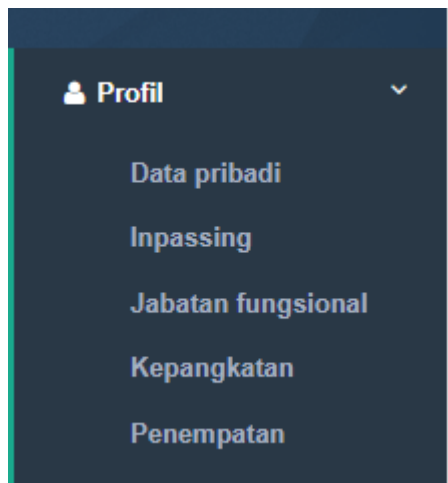 Profil
Data pribadi
Inpassing
Jabatan fungsional
Kepangkatan
Penempatan